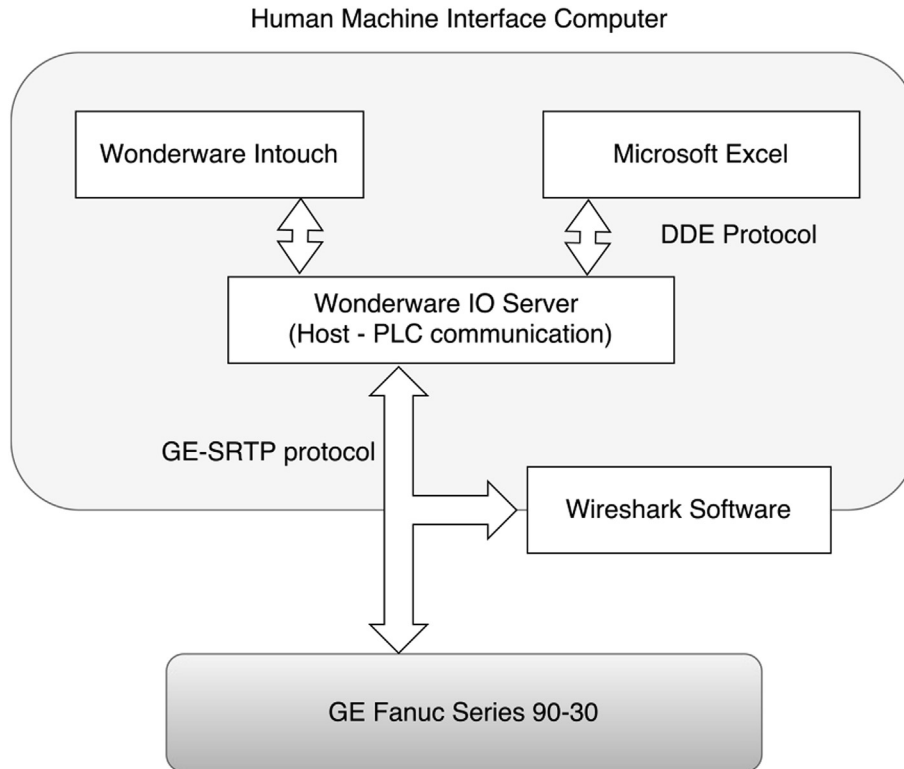 Human Machine Interface Computer
Wonderware Intouch
Microsoft Excel
DDE Protocol
Wonderware IO Server
(Host - PLC communication)
GE-SRTP protocol
Wireshark Software
GE Fanuc Series 90-30